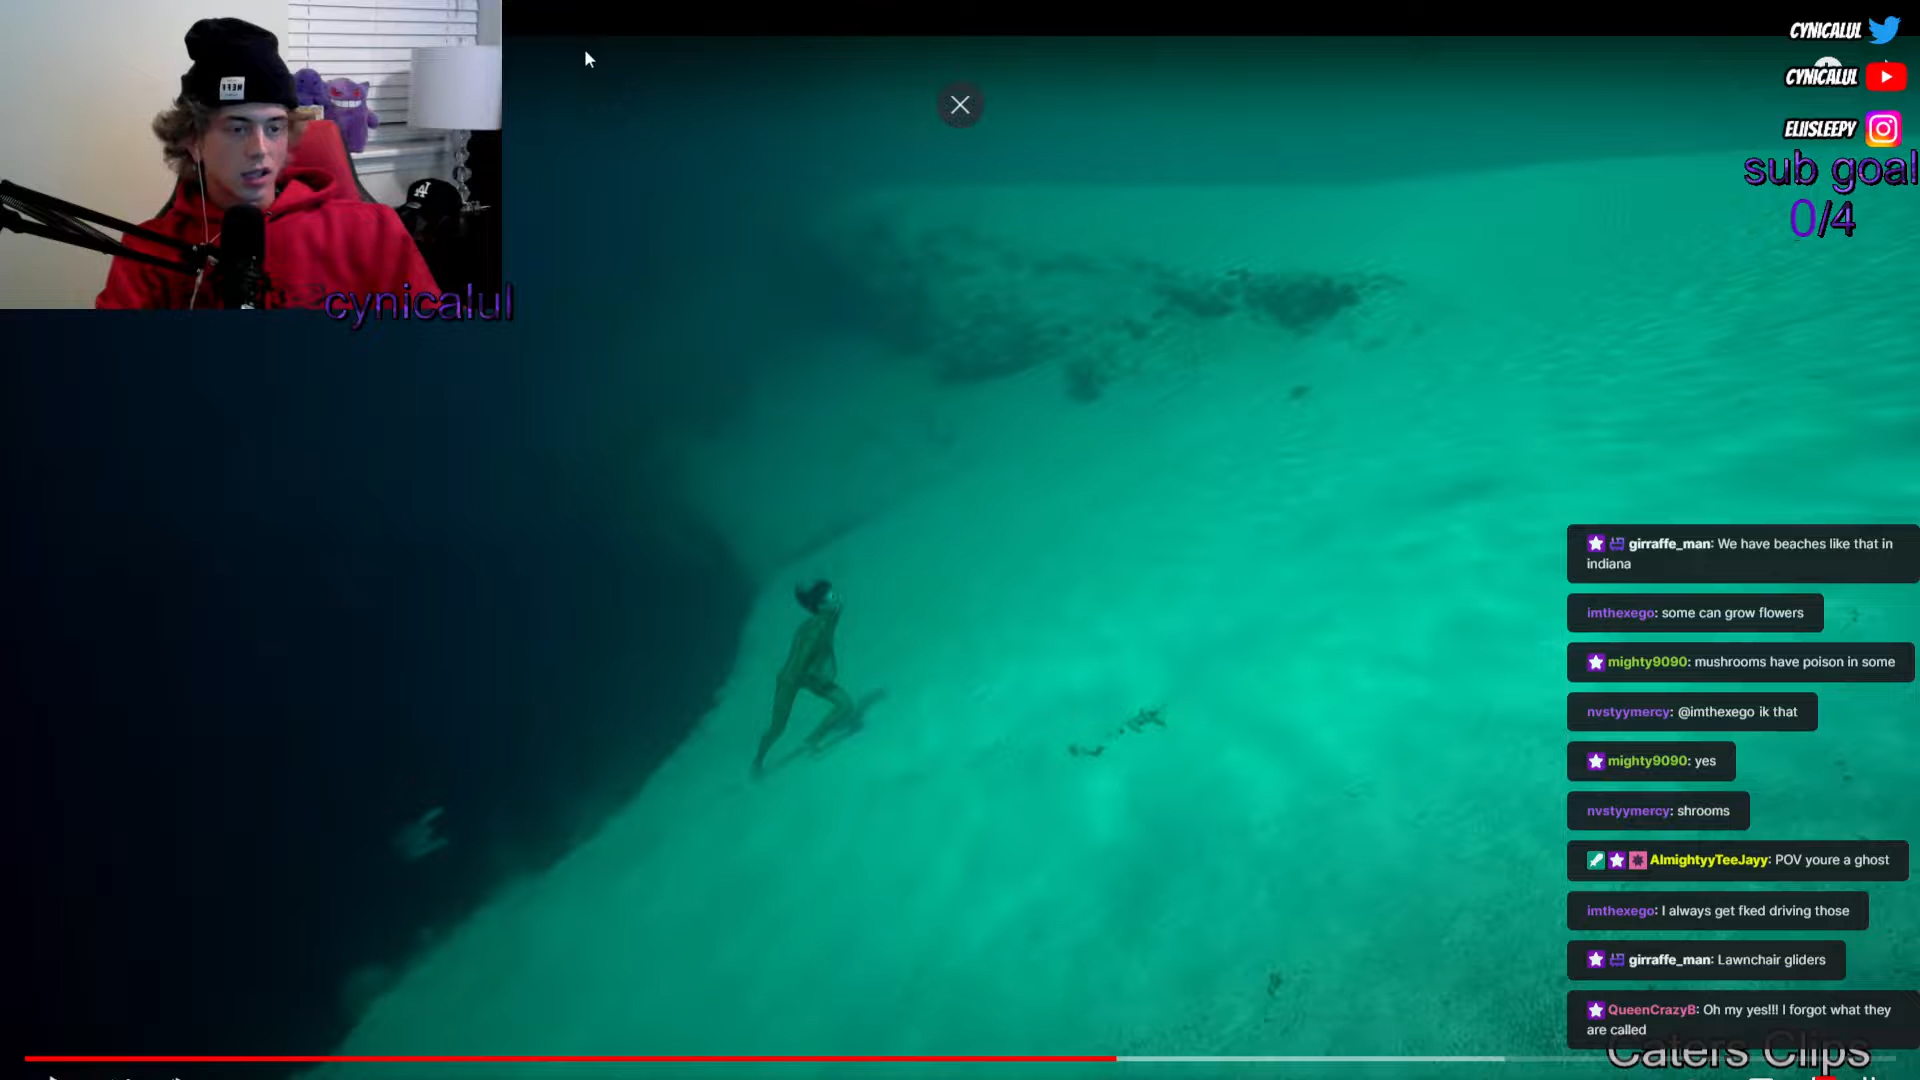 CYNICALUL
CYNICALUL
ELIISLEEPY
sub goal
0/4
cynicalul
girraffe_man: We have beaches like that in
indiana
imthexego: some can grow flowers
mighty9090: mushrooms have poison in some
nvstyymercy: @imthexego ik that
mighty9090: yes
nvstyymercy: shrooms
AlmightyyTeeJayy: POV youre a ghost
imthexego: I always get fked driving those
girraffe_man: Lawnchair gliders
QueenCrazyB: Oh my yes!!! I forgot what they
are called
Caters Clips